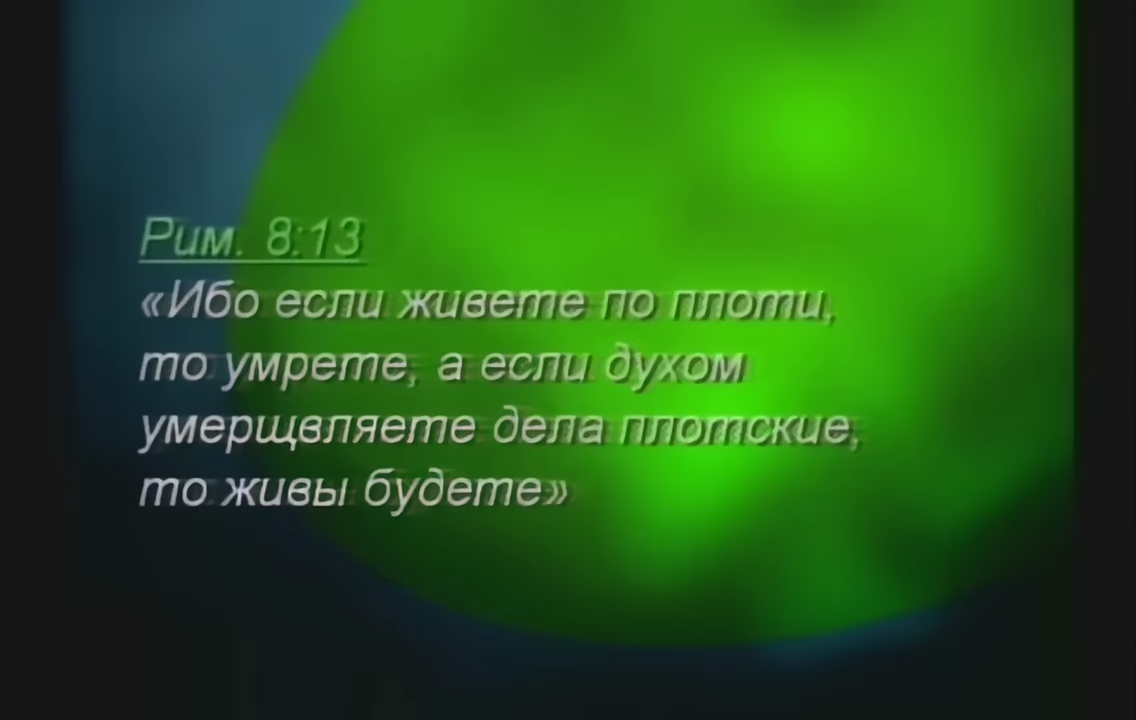 Рим. 8:13
«Ибо если живете по плоти,
то умрете, а если духом
умерщвляете дела плотские,
то живы будете»